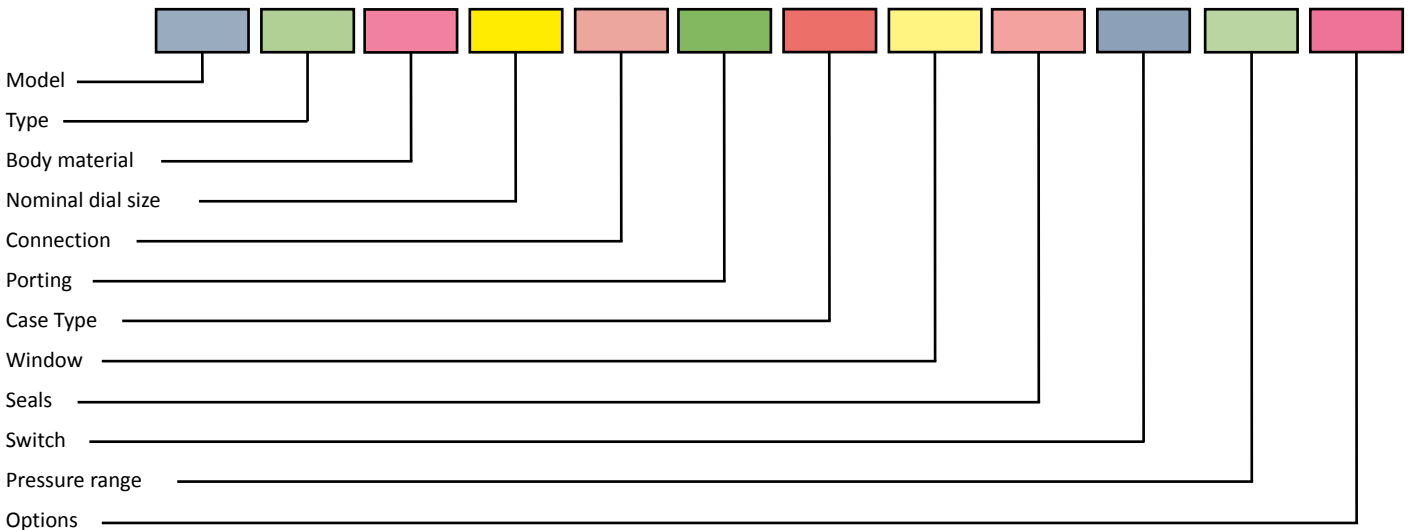 Model
Type
Body material
Nominal dial size
Connection
Porting
Case Type
Window
Seals
Switch
Pressure range
Options